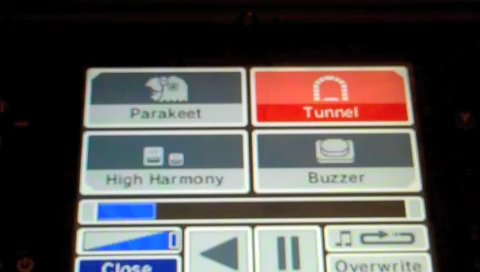 Parakeet
Tunnel
High Harmony
Buzzer
Close
Overwrite